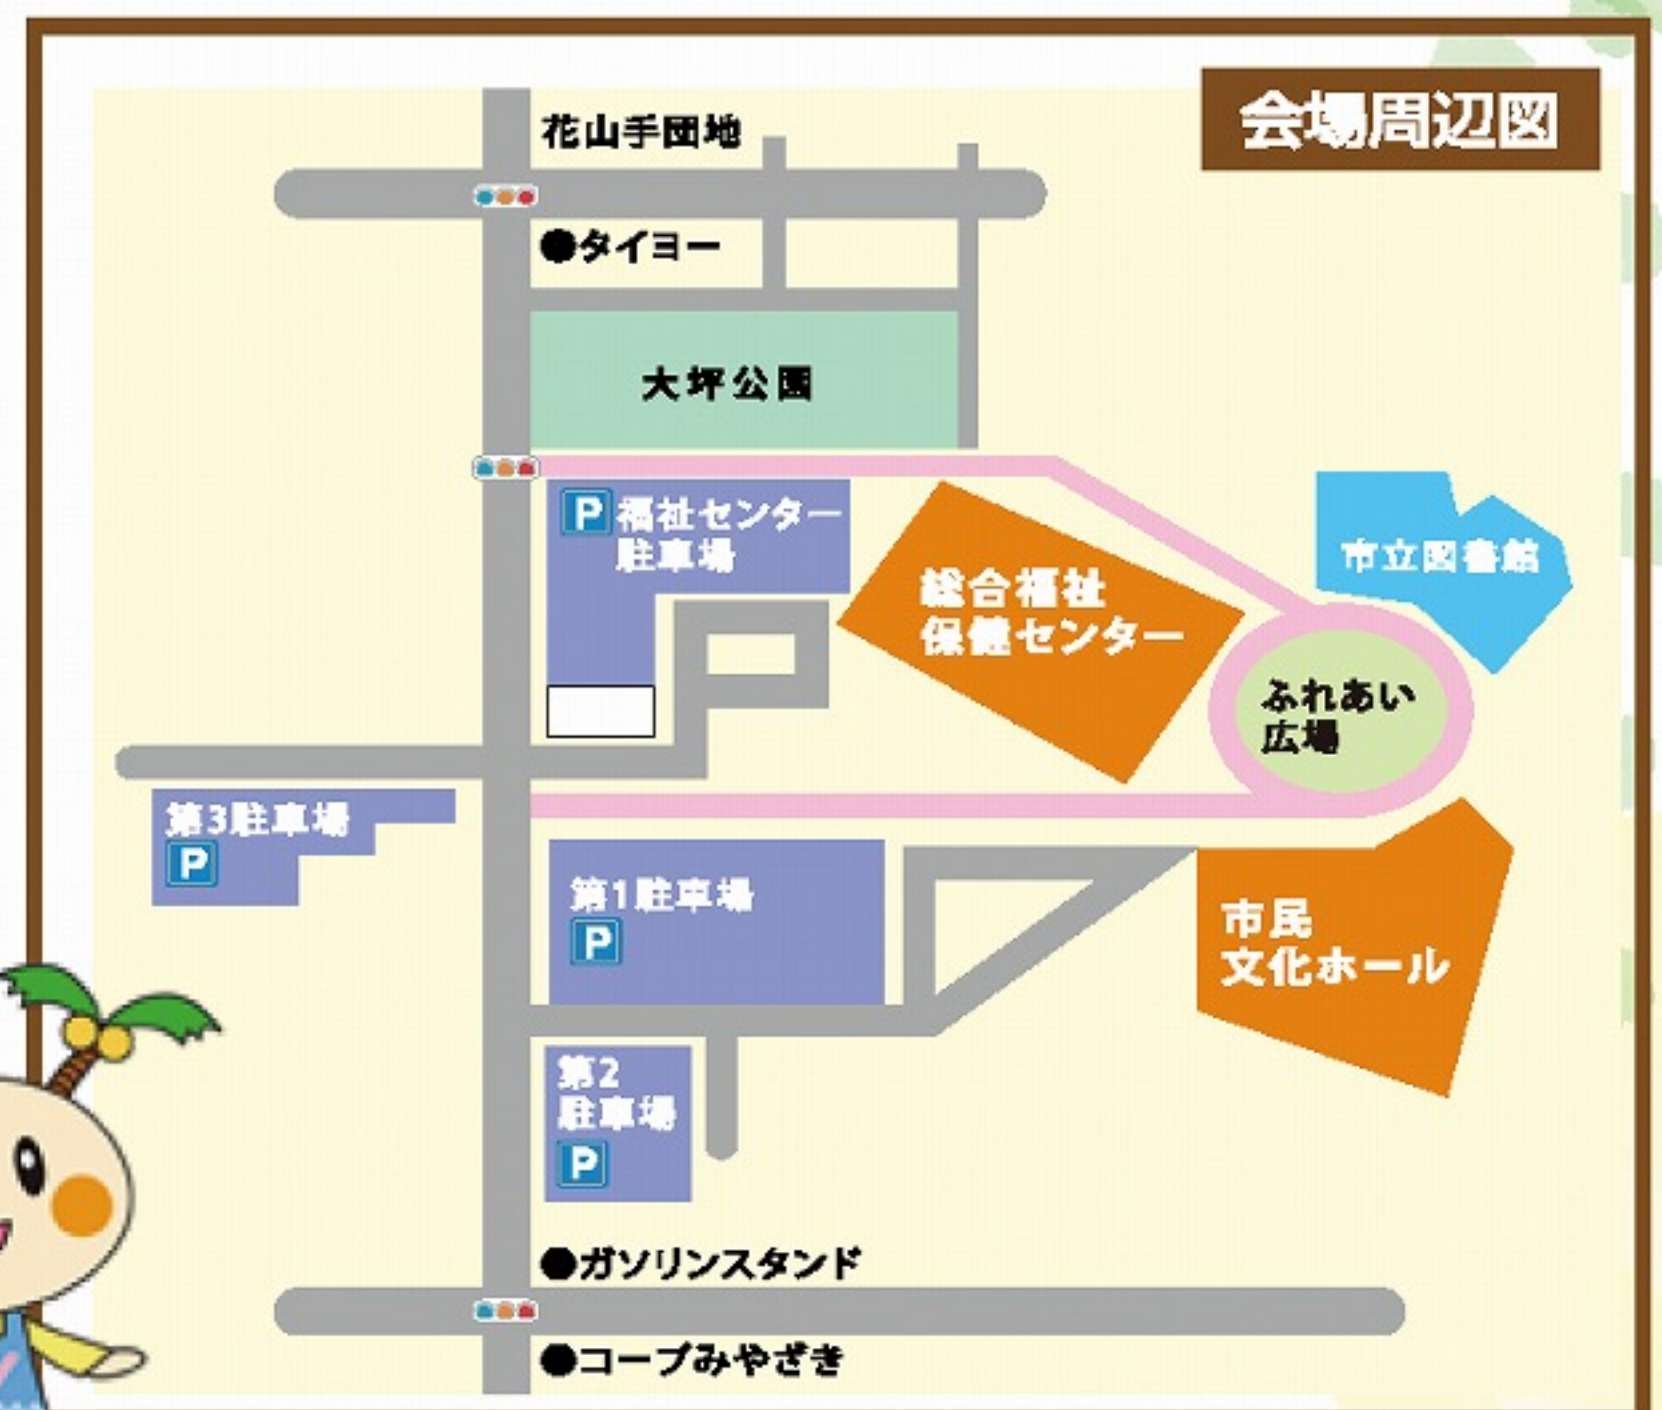 会場周辺図
花山手団地
●タイヨー
大坪公園
P 福祉センター
駐車場
総合福祉
保健センター
市立図書館
ふれあい
広場
第3駐車場
P
第1駐車場
P
市民
文化ホール
第2
駐車場
P
●ガソリンスタンド
●コープみやざき